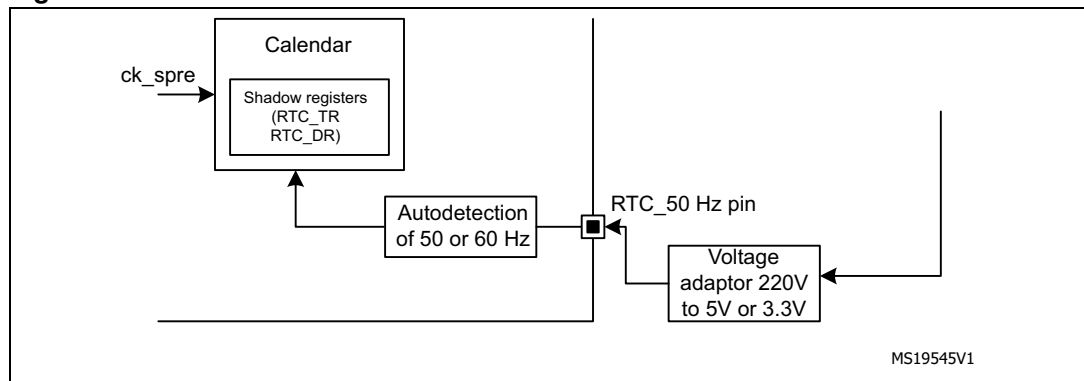 Calendar
ck_spre
Shadow registers
(RTC_TR
RTC_DR)
RTC_50 Hz pin
Autodetection
of 50 or 60 Hz
Voltage
adaptor 220V
to 5V or 3.3V
MS19545V1